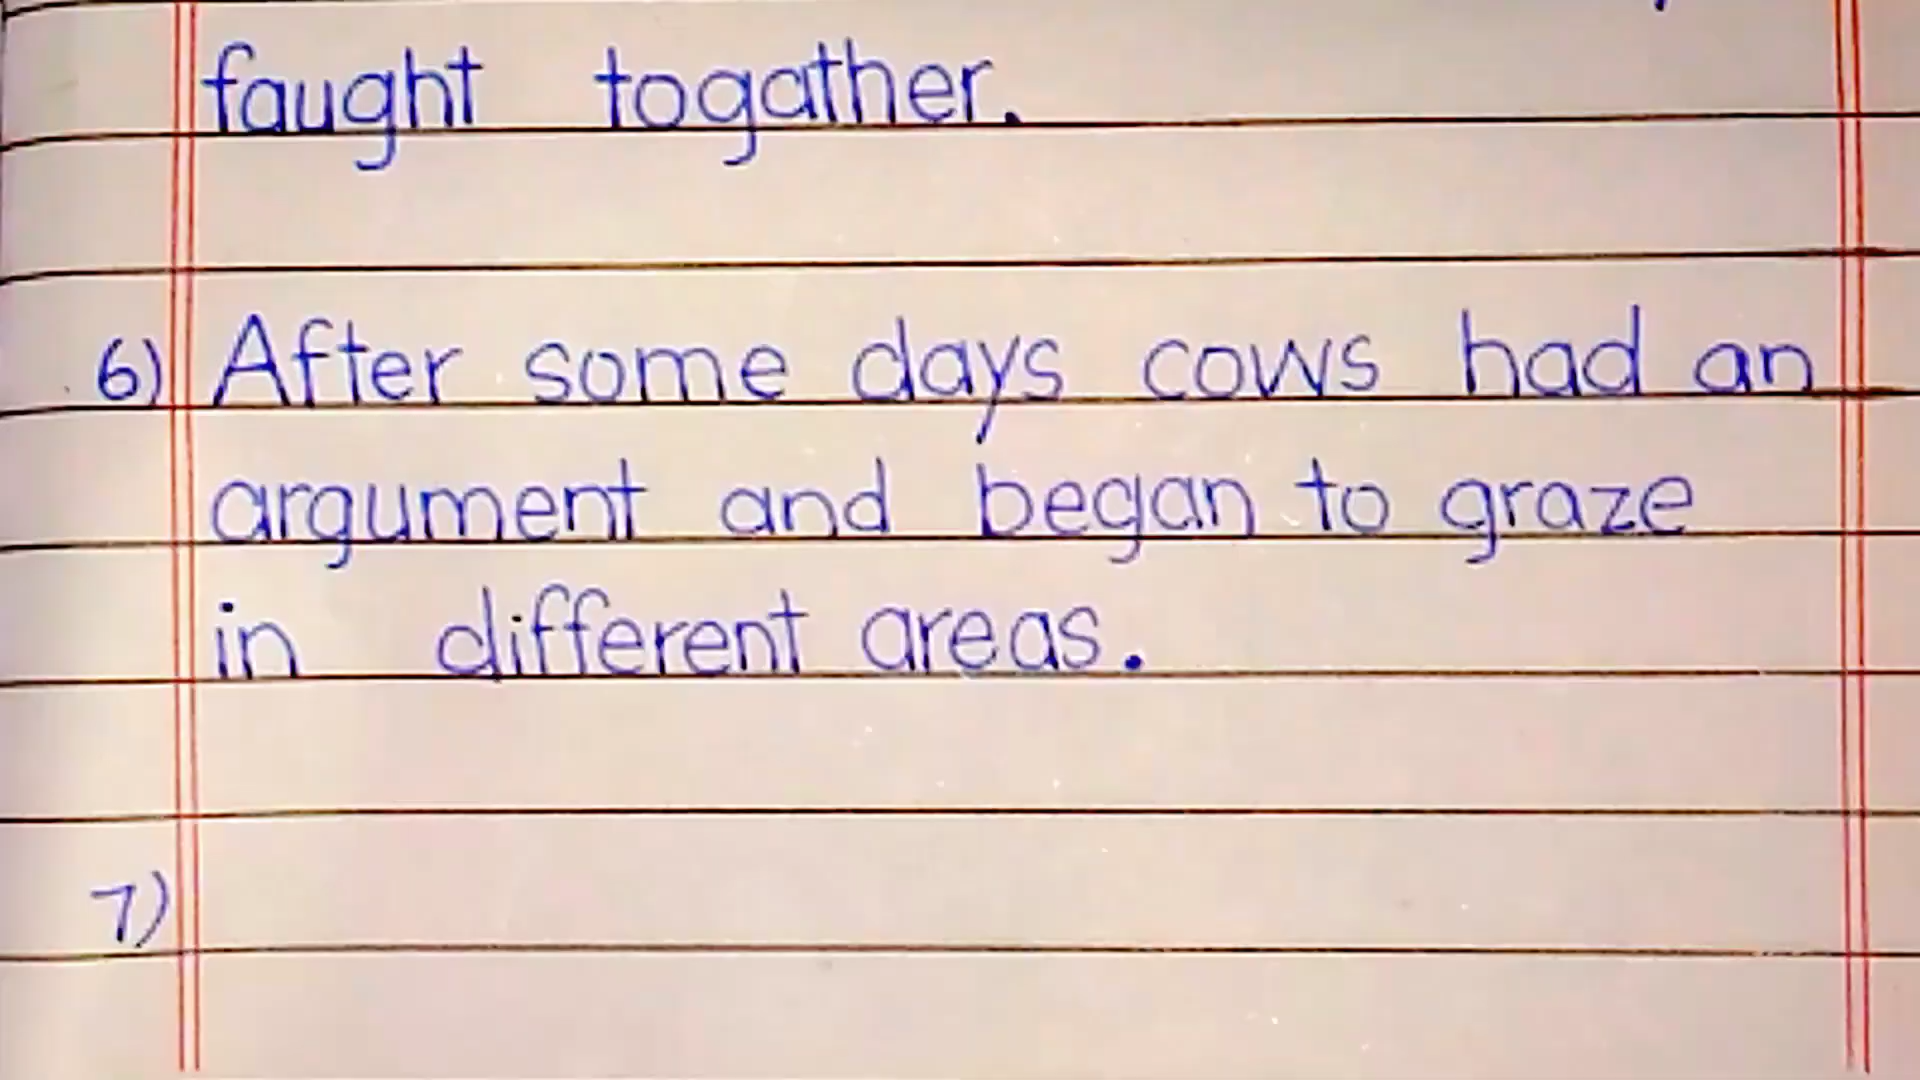 faught togather.
6) After some days cows had an
argument and began to graze
in different areas.
7)